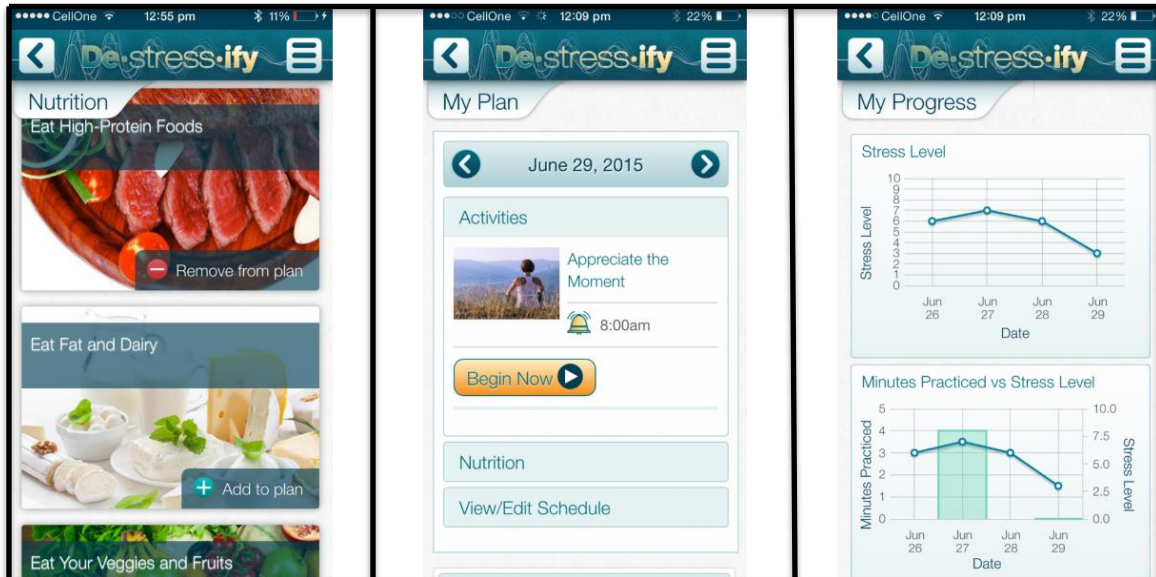 CellOne 12:55 pm 11%
De•stress•ify
Nutrition
Eat High-Protein Foods
Remove from plan
Eat Fat and Dairy
Add to plan
Eat Your Veggies and Fruits
CellOne 12:09 pm 22%
De•stress•ify
My Plan
June 29, 2015
Activities
Appreciate the
Moment
8:00am
Begin Now
Nutrition
View/Edit Schedule
CellOne 12:09 pm 22%
De•stress•ify
My Progress
Stress Level
10
9
8
7
6
5
4
3
2
1
0
Stress Level
Jun Jun Jun Jun
26 27 28 29
Date
Minutes Practiced vs Stress Level
5 10.0
4 7.5
3 5.0
2 2.5
1 0.0
0
Minutes Practiced
Stress Level
Jun Jun Jun Jun
26 27 28 29
Date